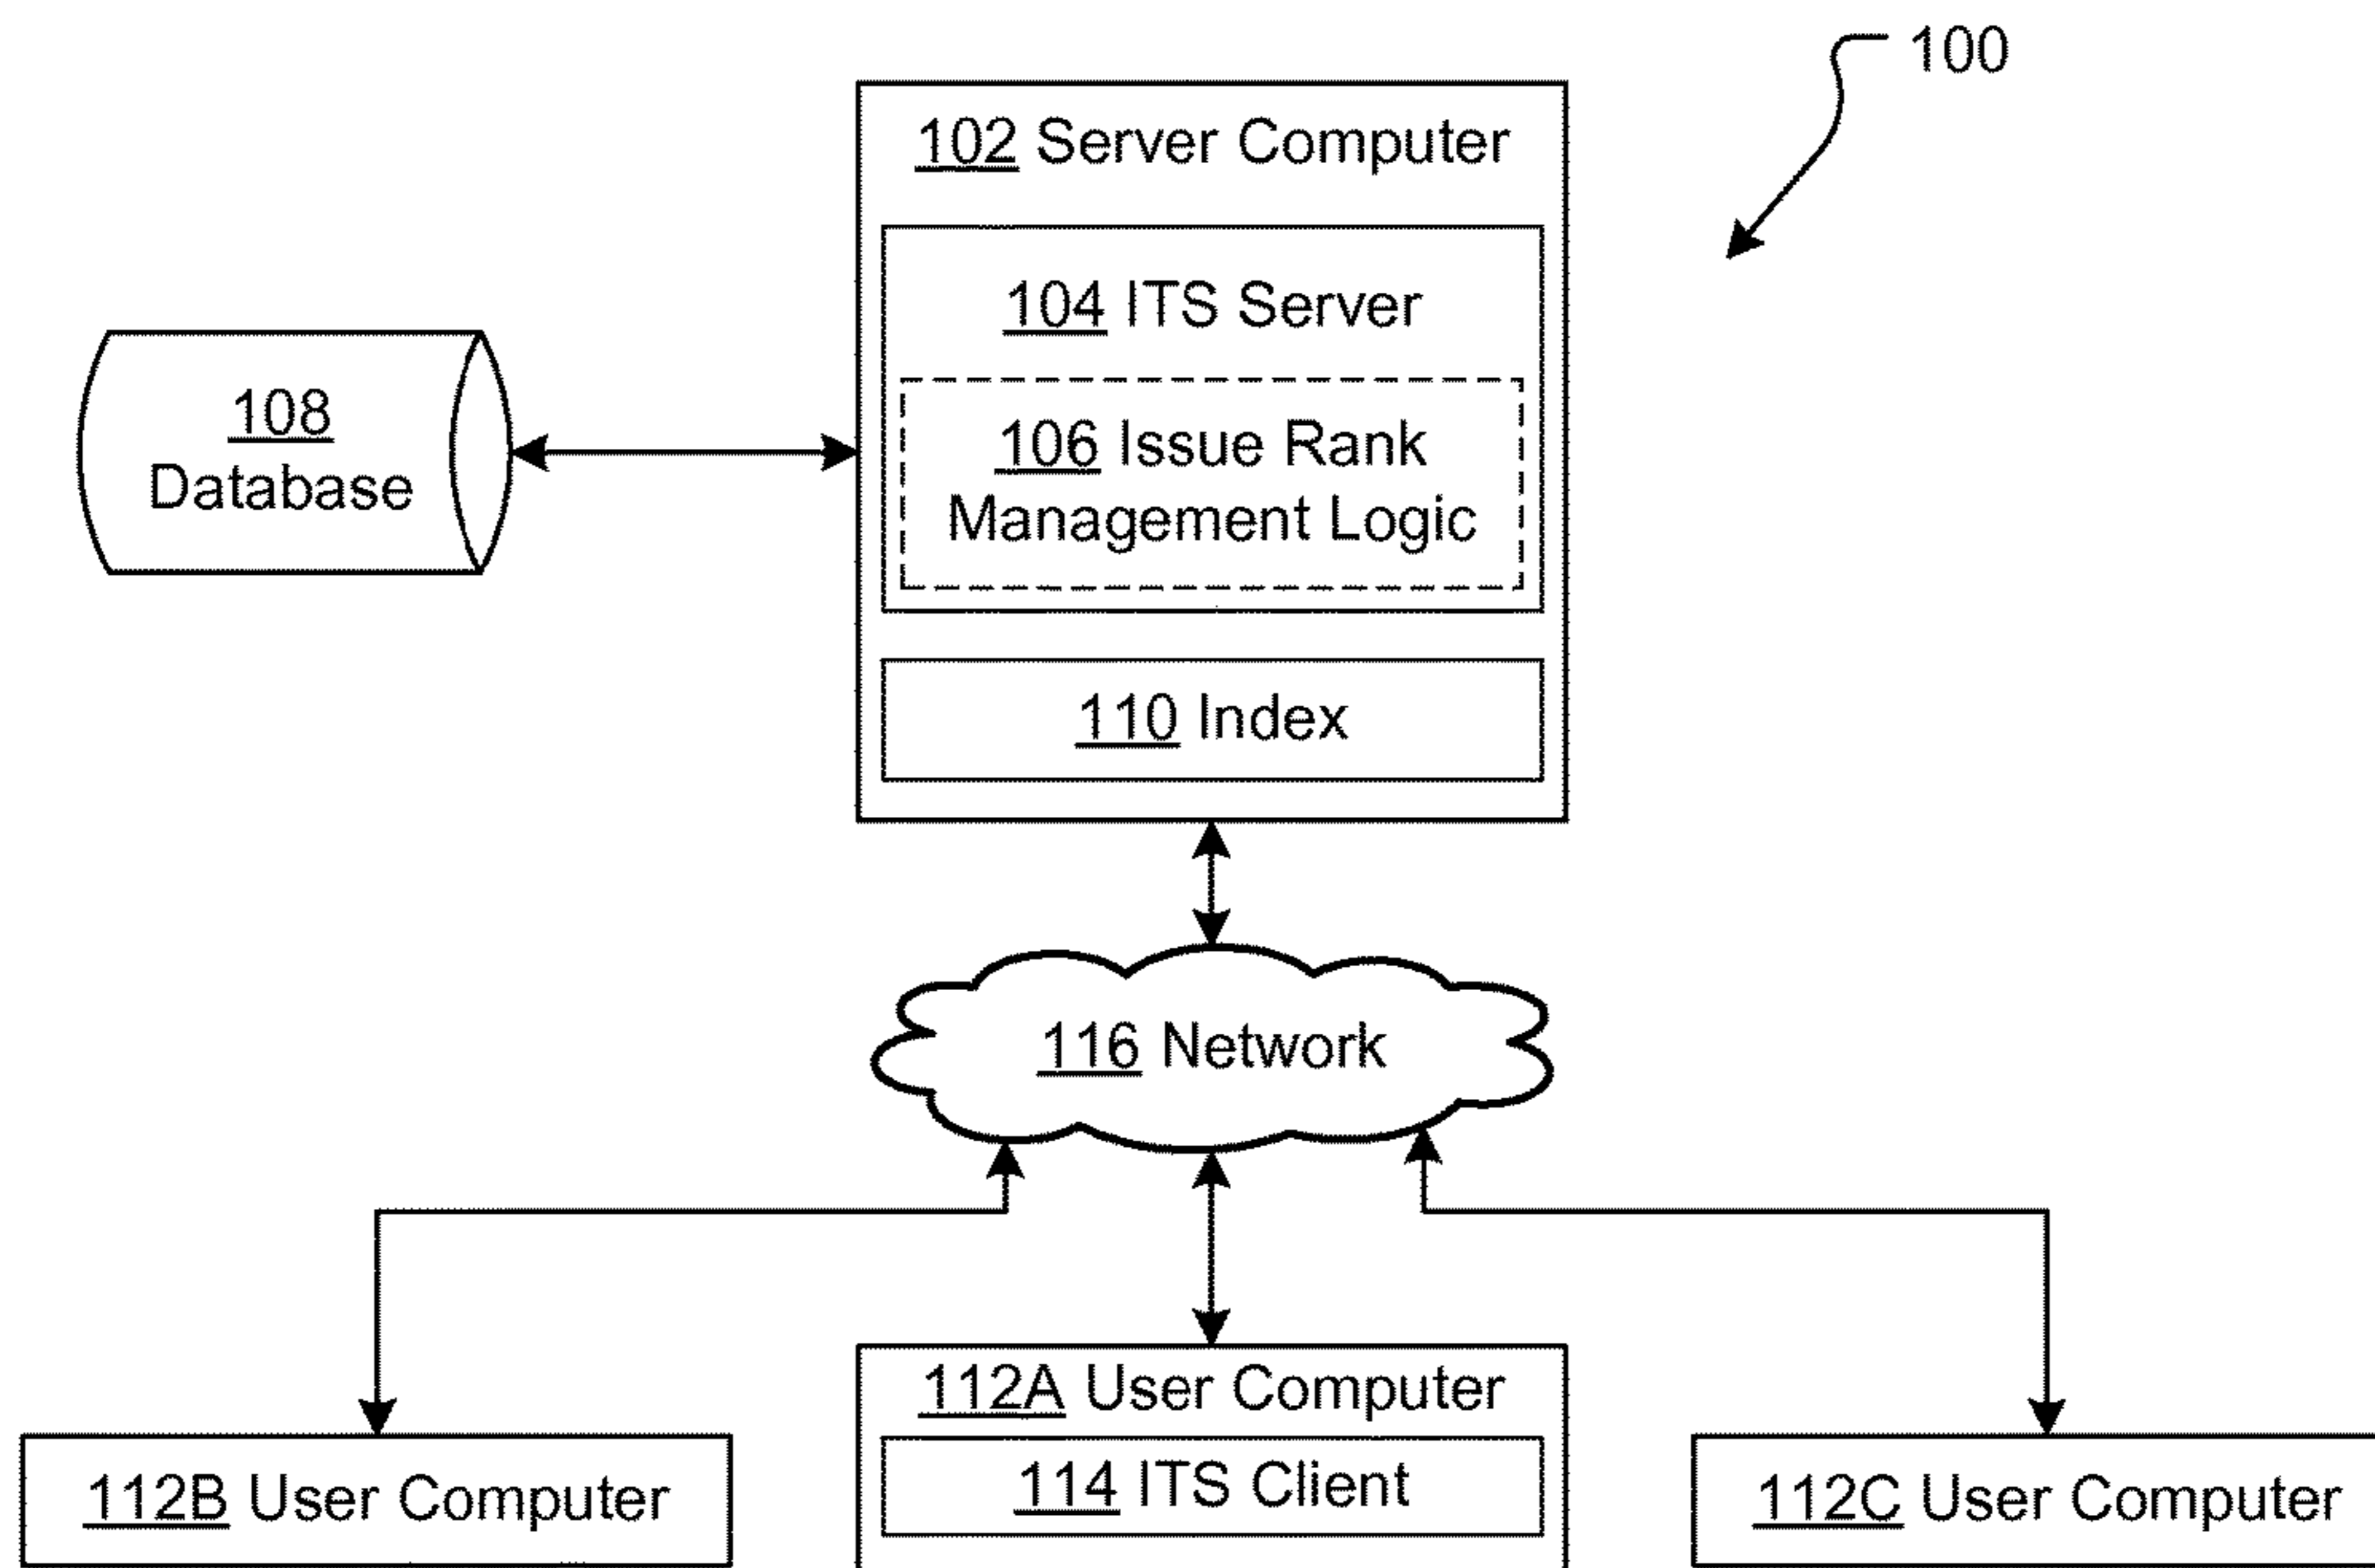 100
102 Server Computer
104 ITS Server
106 Issue Rank
Management Logic
108
Database
110 Index
116 Network
112A User Computer
114 ITS Client
112B User Computer
112C User Computer